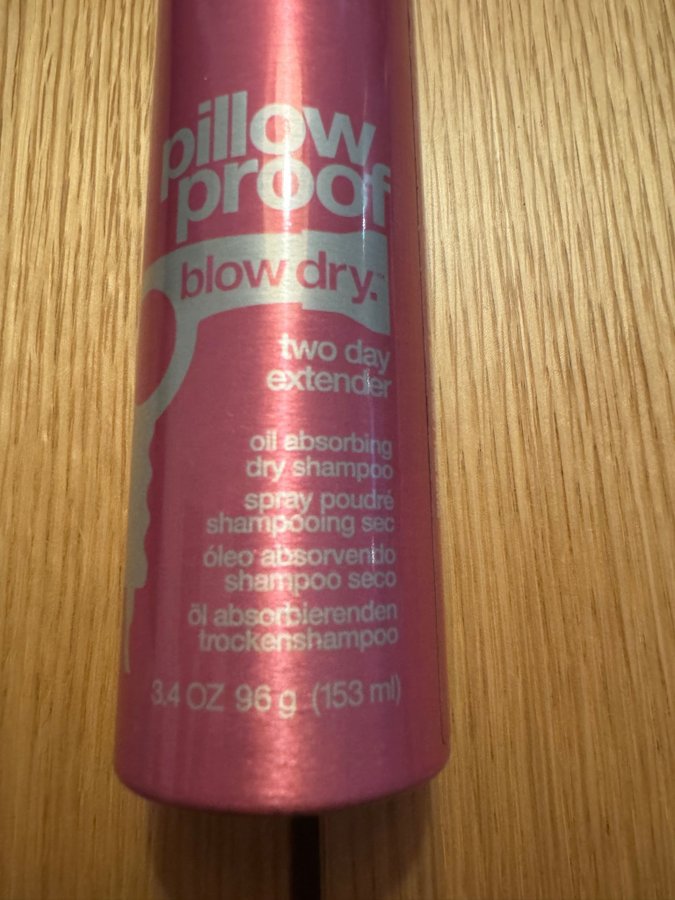 pillow
proof
blow dry.™
two day
extender
oil absorbing
dry shampoo
spray poudré
shampooing sec
óleo absorvendo
shampoo seco
öl absorbierenden
trockenshampoo
3.4 OZ 96 g (153 ml)